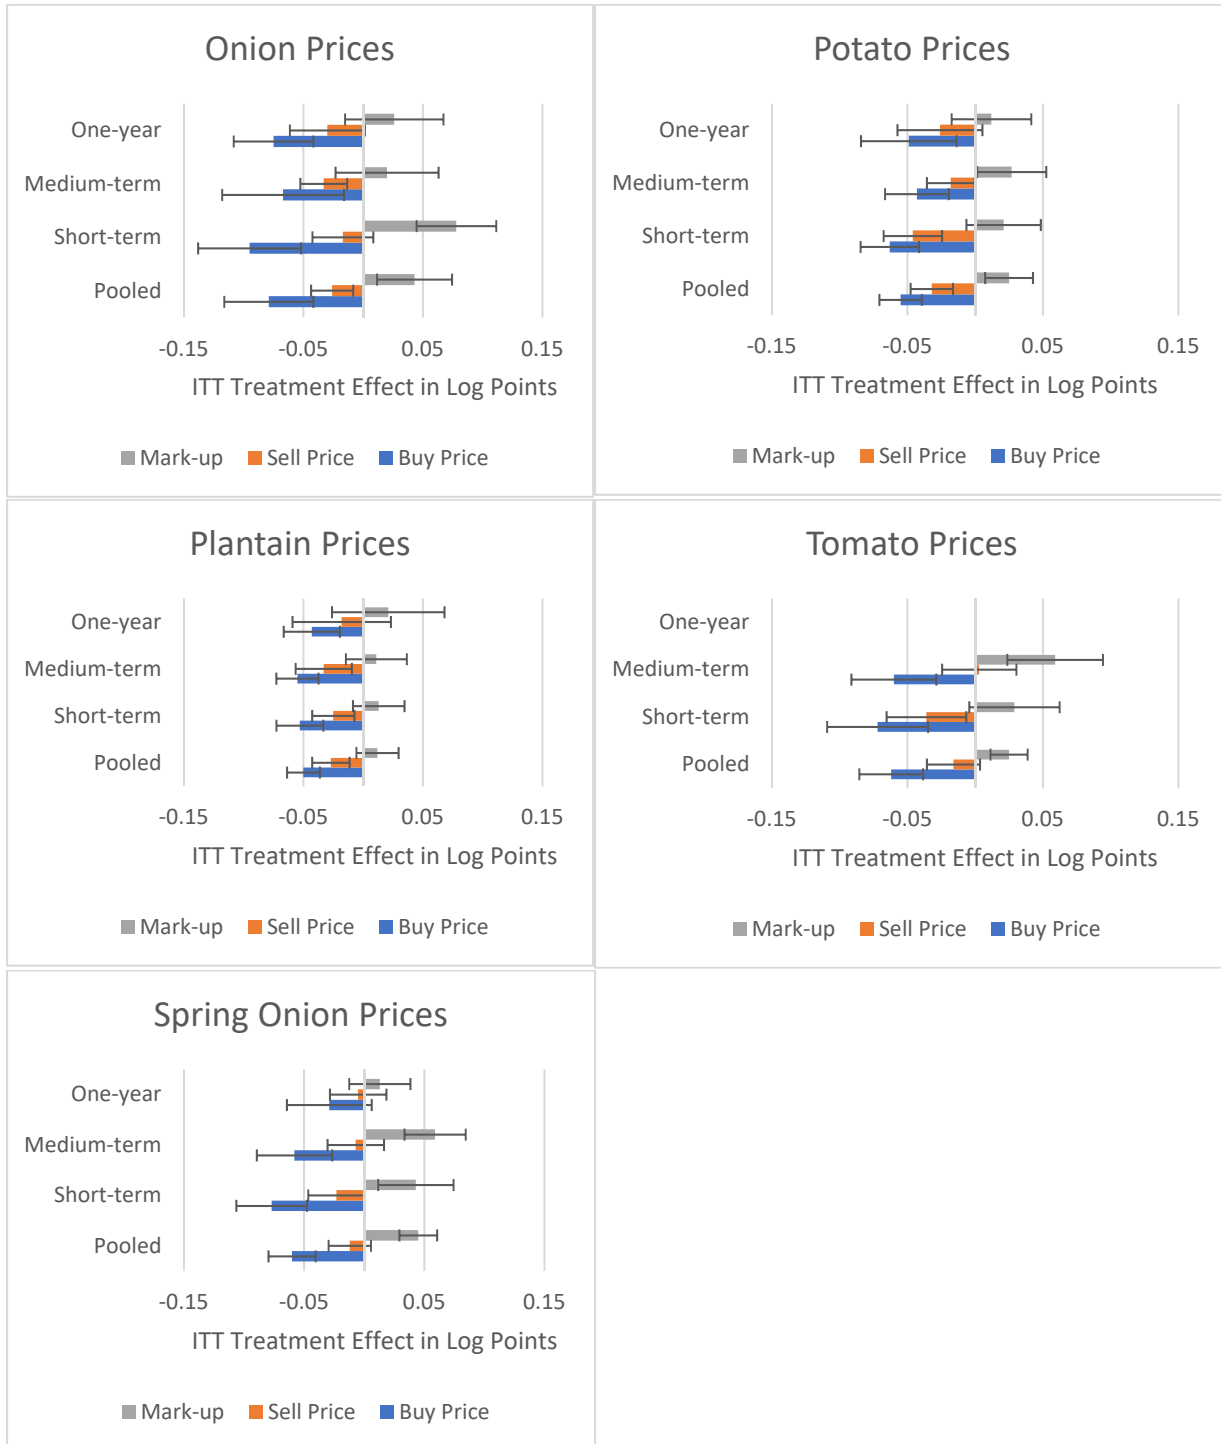 Onion Prices
One-year
Medium-term
Short-term
Pooled
-0.15 -0.05 0.05 0.15
ITT Treatment Effect in Log Points
Mark-up Sell Price Buy Price
Potato Prices
One-year
Medium-term
Short-term
Pooled
-0.15 -0.05 0.05 0.15
ITT Treatment Effect in Log Points
Mark-up Sell Price Buy Price
Plantain Prices
One-year
Medium-term
Short-term
Pooled
-0.15 -0.05 0.05 0.15
ITT Treatment Effect in Log Points
Mark-up Sell Price Buy Price
Tomato Prices
One-year
Medium-term
Short-term
Pooled
-0.15 -0.05 0.05 0.15
ITT Treatment Effect in Log Points
Mark-up Sell Price Buy Price
Spring Onion Prices
One-year
Medium-term
Short-term
Pooled
-0.15 -0.05 0.05 0.15
ITT Treatment Effect in Log Points
Mark-up Sell Price Buy Price